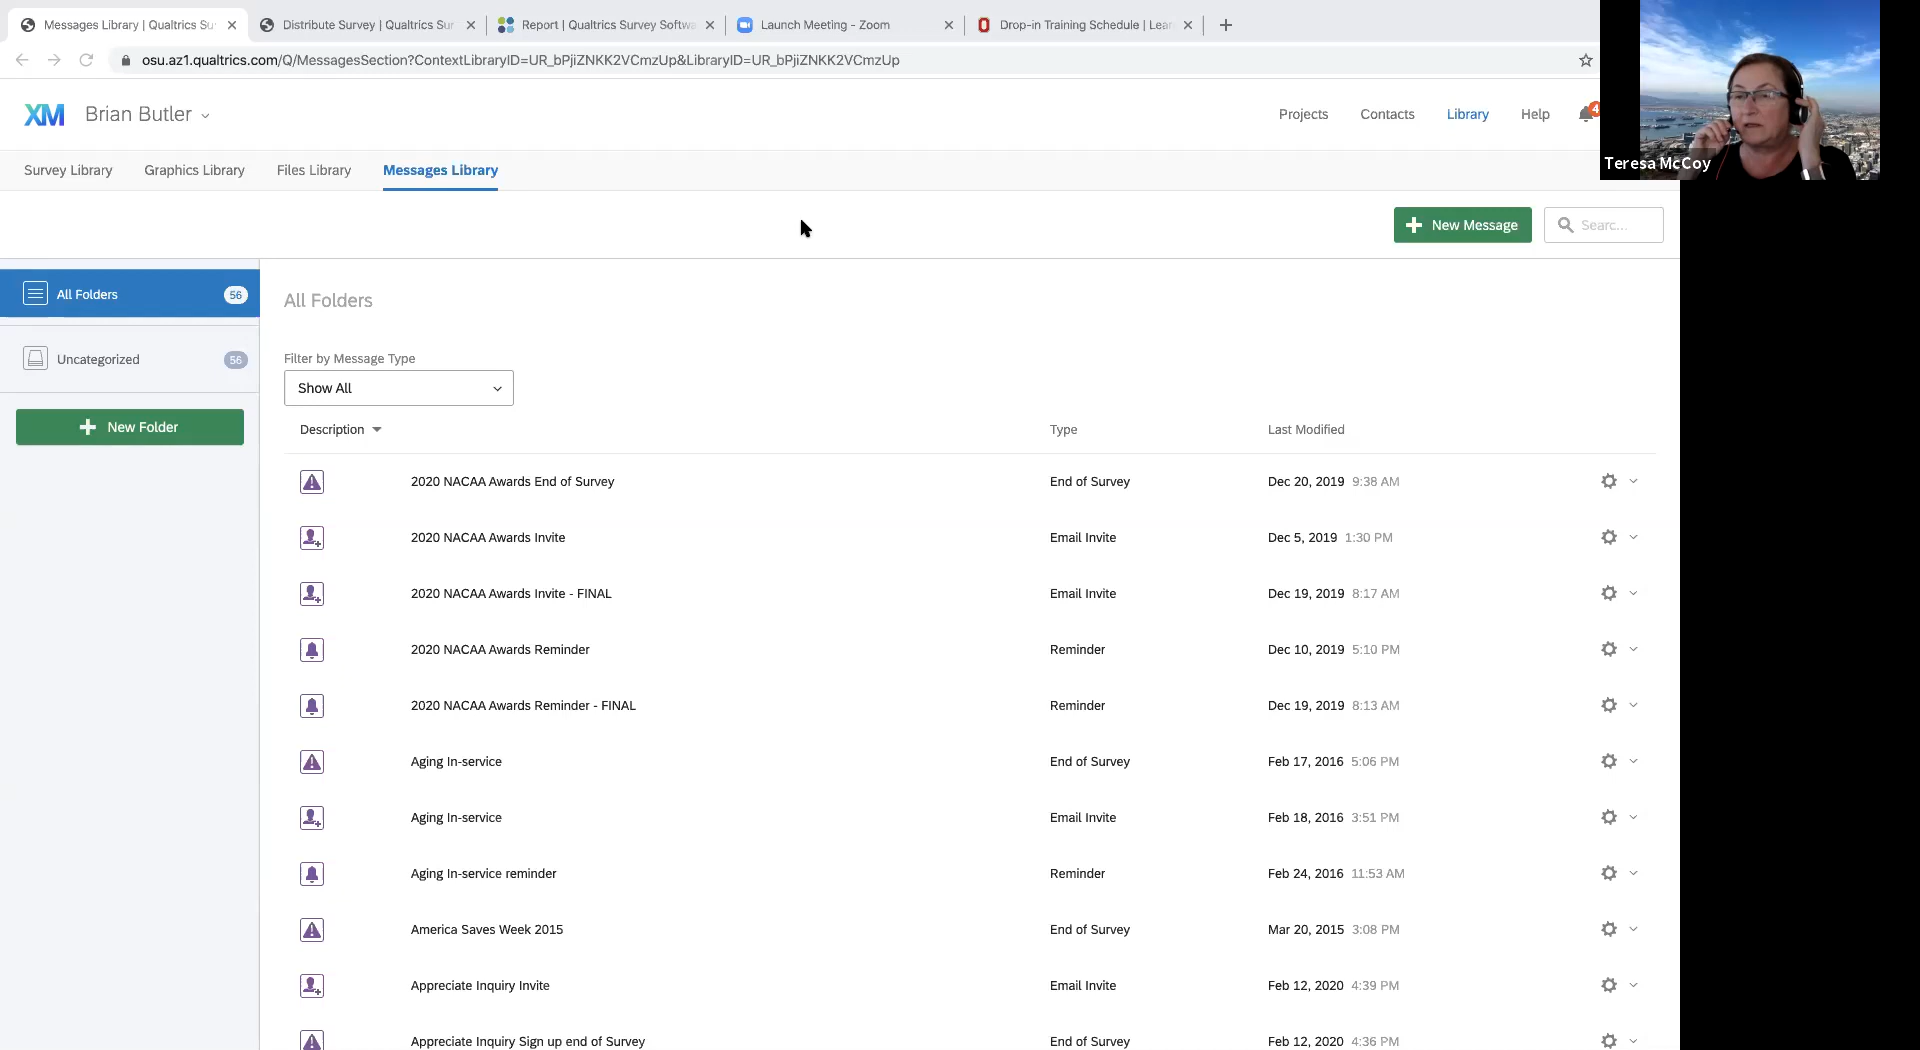 Messages Library | Qualtrics Su
Distribute Survey | Qualtrics Sur
Report | Qualtrics Survey Softwa
Launch Meeting - Zoom
Drop-in Training Schedule | Lear
osu.az1.qualtrics.com/Q/MessagesSection?ContextLibraryID=UR_bPjiZNKK2VCmzUp&LibraryID=UR_bPjiZNKK2VCmzUp
XM Brian Butler
Projects Contacts Library Help 4
Teresa McCoy
Survey Library Graphics Library Files Library Messages Library
New Message Searc...
All Folders 56
Uncategorized 56
New Folder
All Folders
Filter by Message Type
Show All
Description Type Last Modified
2020 NACAA Awards End of Survey End of Survey Dec 20, 2019 9:38 AM
2020 NACAA Awards Invite Email Invite Dec 5, 2019 1:30 PM
2020 NACAA Awards Invite - FINAL Email Invite Dec 19, 2019 8:17 AM
2020 NACAA Awards Reminder Reminder Dec 10, 2019 5:10 PM
2020 NACAA Awards Reminder - FINAL Reminder Dec 19, 2019 8:13 AM
Aging In-service End of Survey Feb 17, 2016 5:06 PM
Aging In-service Email Invite Feb 18, 2016 3:51 PM
Aging In-service reminder Reminder Feb 24, 2016 11:53 AM
America Saves Week 2015 End of Survey Mar 20, 2015 3:08 PM
Appreciate Inquiry Invite Email Invite Feb 12, 2020 4:39 PM
Appreciate Inquiry Sign up end of Survey End of Survey Feb 12, 2020 4:36 PM